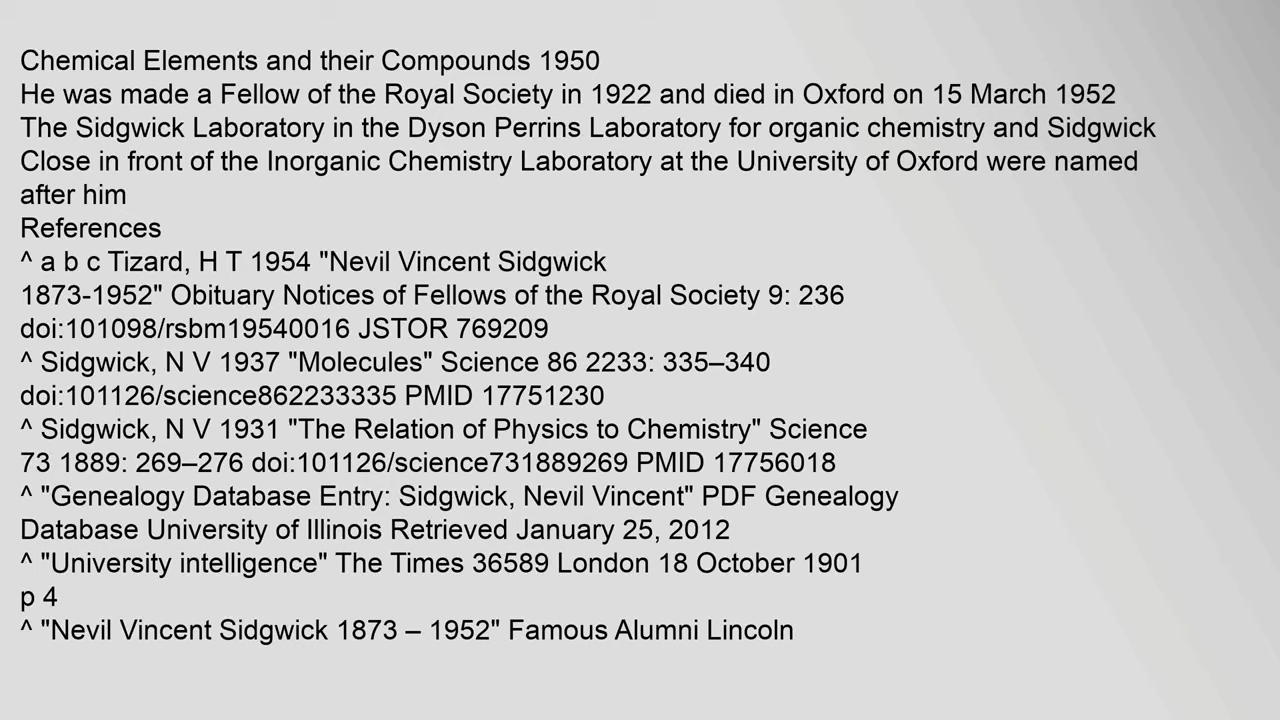 Chemical Elements and their Compounds 1950
He was made a Fellow of the Royal Society in 1922 and died in Oxford on 15 March 1952
The Sidgwick Laboratory in the Dyson Perrins Laboratory for organic chemistry and Sidgwick
Close in front of the Inorganic Chemistry Laboratory at the University of Oxford were named
after him
References
^ a b c Tizard, H T 1954 "Nevil Vincent Sidgwick
1873-1952" Obituary Notices of Fellows of the Royal Society 9: 236
doi:101098/rsbm19540016 JSTOR 769209
^ Sidgwick, N V 1937 "Molecules" Science 86 2233: 335–340
doi:101126/science862233335 PMID 17751230
^ Sidgwick, N V 1931 "The Relation of Physics to Chemistry" Science
73 1889: 269–276 doi:101126/science731889269 PMID 17756018
^ "Genealogy Database Entry: Sidgwick, Nevil Vincent" PDF Genealogy
Database University of Illinois Retrieved January 25, 2012
^ "University intelligence" The Times 36589 London 18 October 1901
p 4
^ "Nevil Vincent Sidgwick 1873 – 1952" Famous Alumni Lincoln